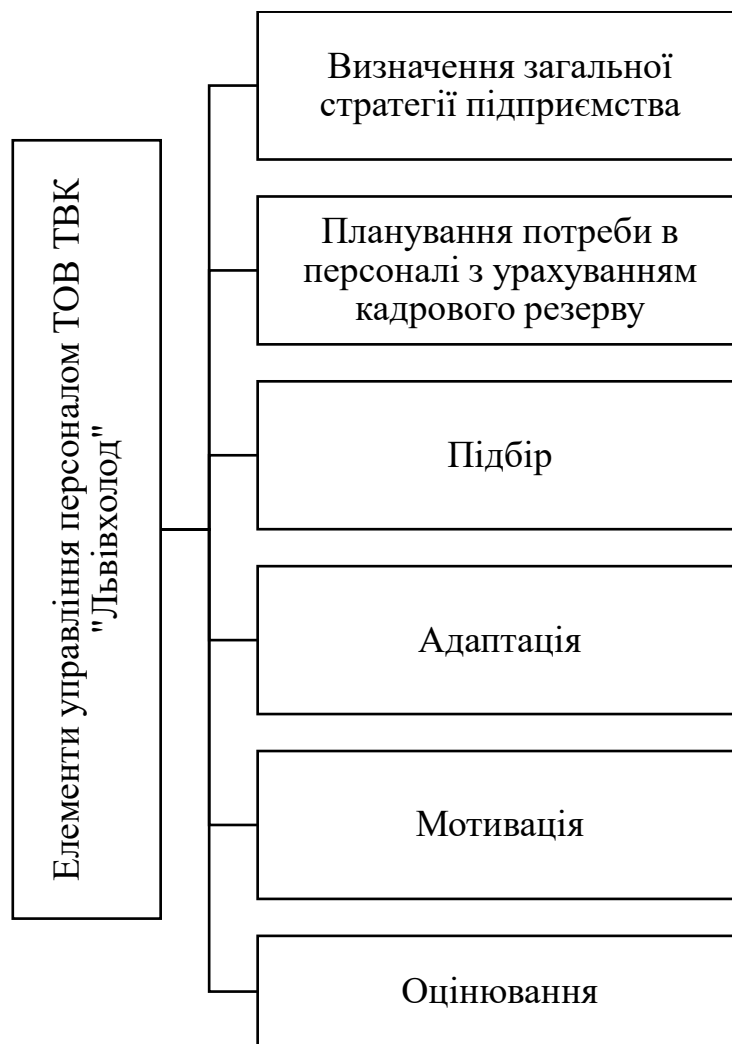 Елементи управління персоналом ТОВ ТВК
"Львівхолод"
Визначення загальної
стратегії підприємства
Планування потреби в
персоналі з урахуванням
кадрового резерву
Підбір
Адаптація
Мотивація
Оцінювання